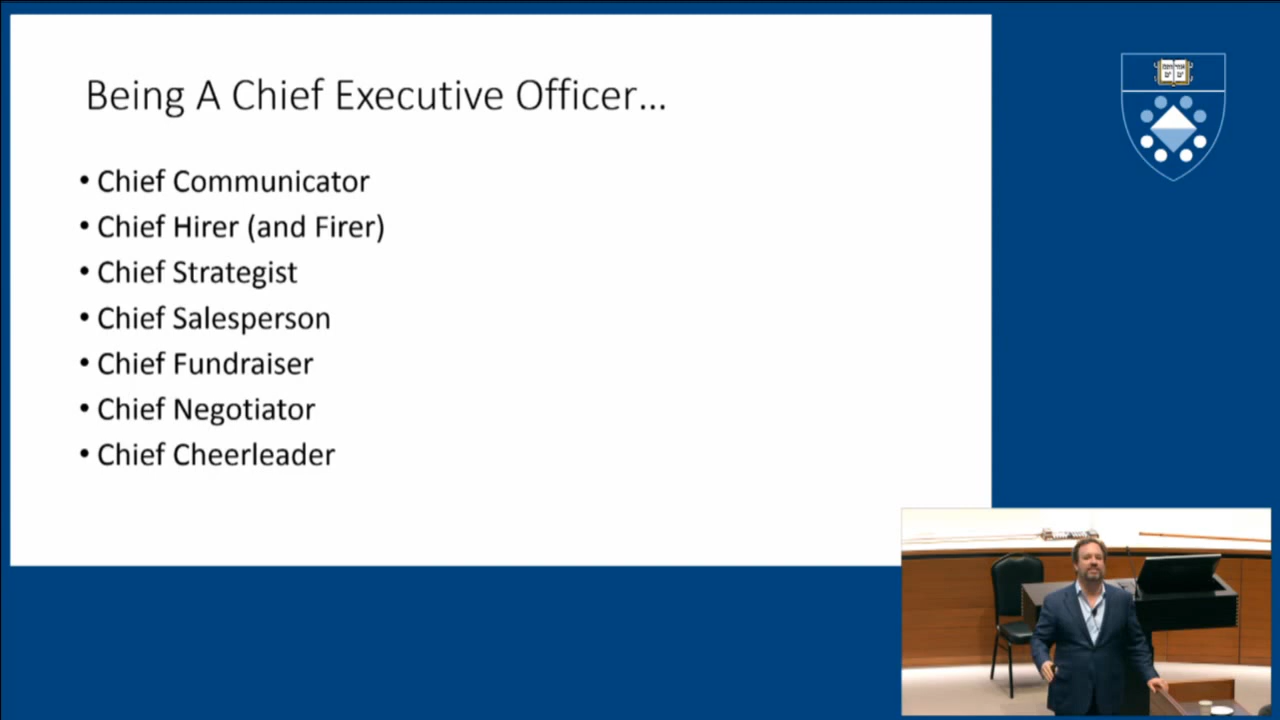 Being A Chief Executive Officer...
• Chief Communicator
• Chief Hirer (and Firer)
• Chief Strategist
• Chief Salesperson
• Chief Fundraiser
• Chief Negotiator
• Chief Cheerleader